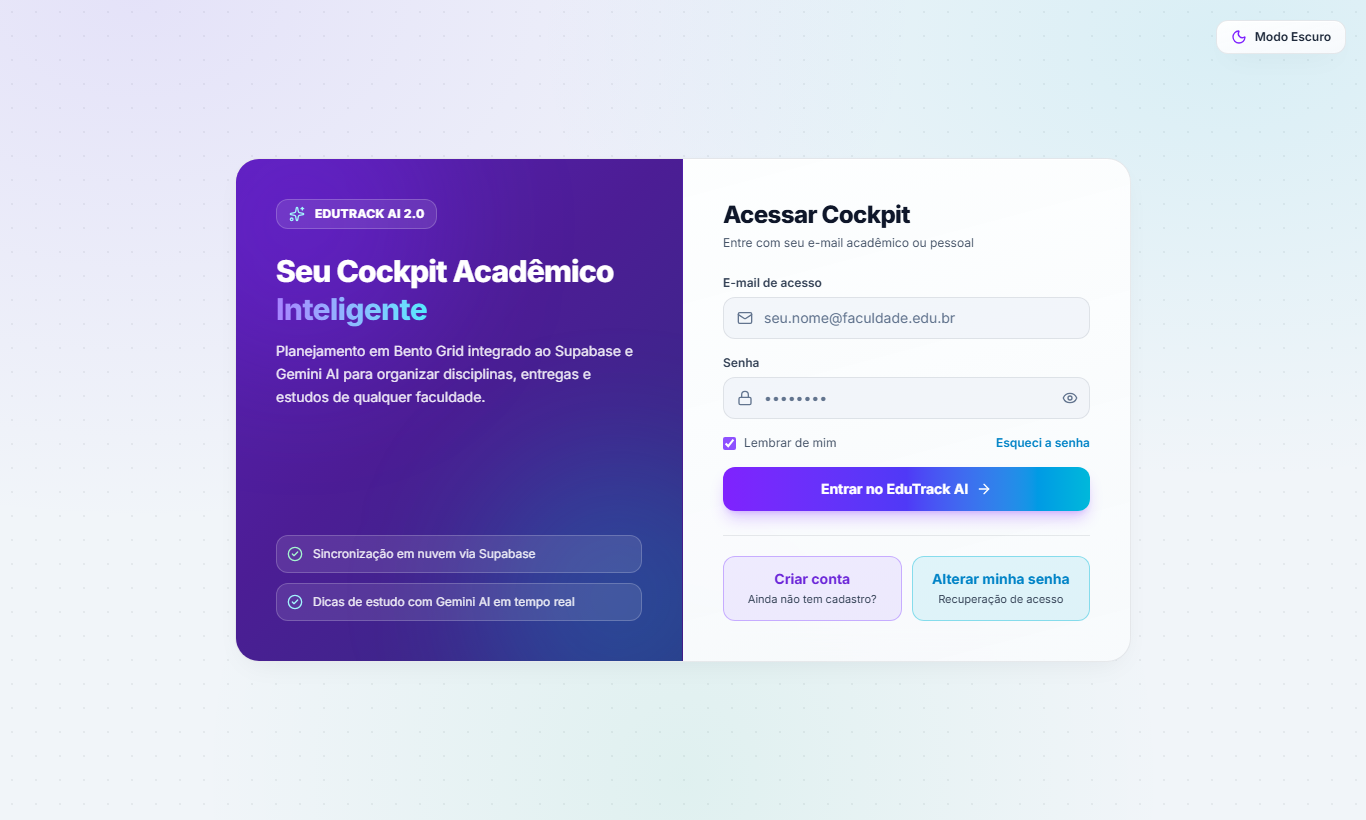 Modo Escuro
EDUTRACK AI 2.0
Seu Cockpit Acadêmico
Inteligente
Planejamento em Bento Grid integrado ao Supabase e
Gemini AI para organizar disciplinas, entregas e
estudos de qualquer faculdade.
Sincronização em nuvem via Supabase
Dicas de estudo com Gemini AI em tempo real
Acessar Cockpit
Entre com seu e-mail acadêmico ou pessoal
E-mail de acesso
seu.nome@faculdade.edu.br
Senha
••••••••
Lembrar de mim
Esqueci a senha
Entrar no EduTrack AI →
Criar conta
Ainda não tem cadastro?
Alterar minha senha
Recuperação de acesso